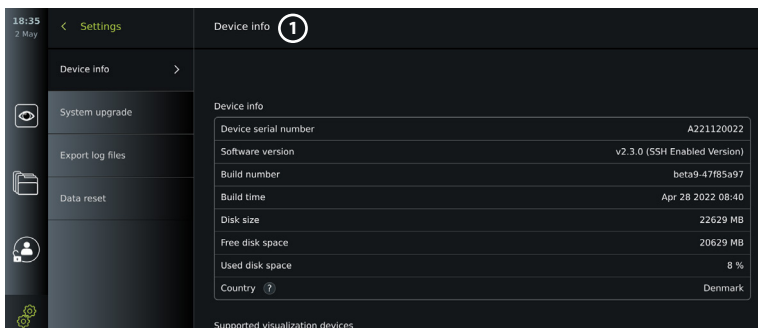 18:35
2 May
Settings
Device info 1
Device info
System upgrade
Export log files
Data reset
Device info
Device serial number A221120022
Software version v2.3.0 (SSH Enabled Version)
Build number beta9-47f85a97
Build time Apr 28 2022 08:40
Disk size 22629 MB
Free disk space 20629 MB
Used disk space 8 %
Country ? Denmark
Supported visualization devices